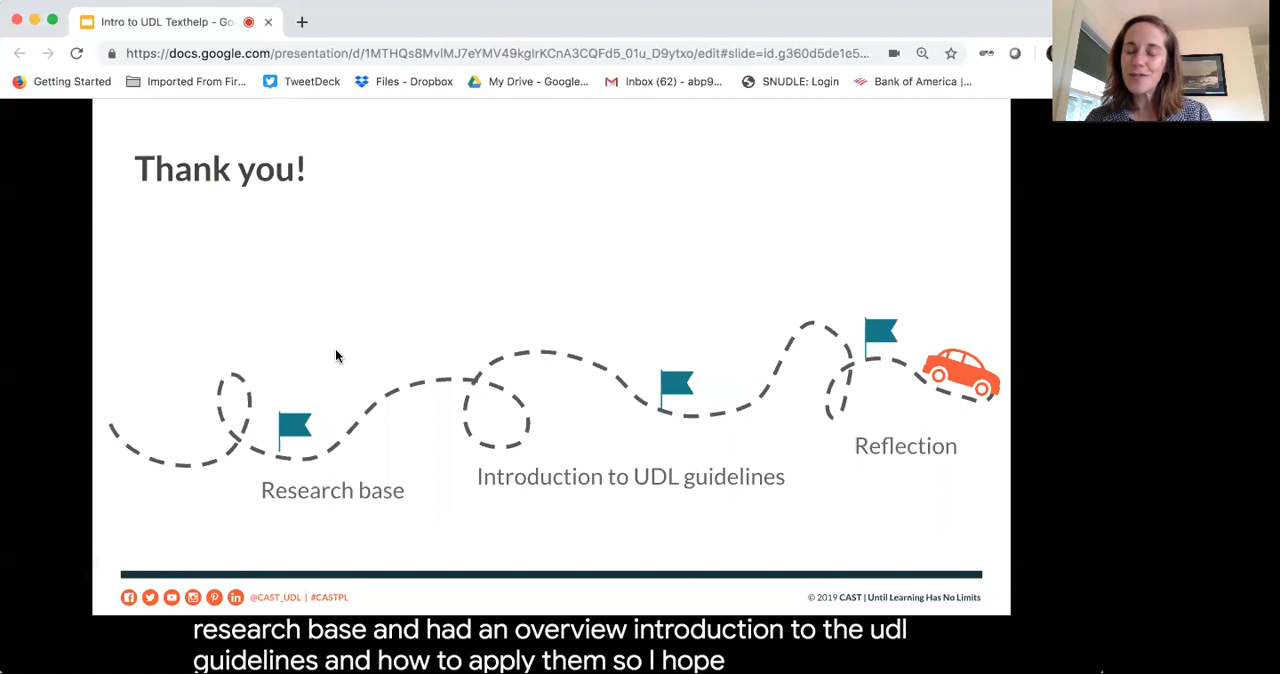 Intro to UDL Texthelp - Go
https://docs.google.com/presentation/d/1MTHQs8MvlMJ7eYMV49kglrKCnA3CQFd5_01u_D9ytxo/edit#slide=id.g360d5de1e5...
Getting Started Imported From Fir... TweetDeck Files - Dropbox My Drive - Google... Inbox (62) - abp9... SNUDLE: Login Bank of America |...
Thank you!
Reflection
Introduction to UDL guidelines
Research base
@CAST_UDL | #CASTPL © 2019 CAST | Until Learning Has No Limits
research base and had an overview introduction to the udl
guidelines and how to apply them so I hope